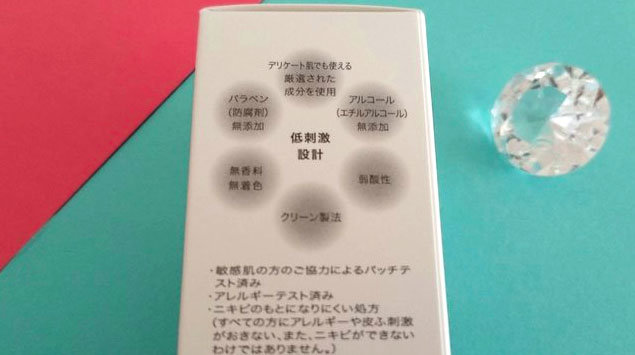 デリケート肌でも使える
厳選された
成分を使用
パラベン
(防腐剤)
無添加
アルコール
(エチルアルコール)
無添加
低刺激
設計
無香料
無着色
弱酸性
クリーン製法
・敏感肌の方のご協力によるパッチテ
スト済み
・アレルギーテスト済み
・ニキビのもとになりにくい処方
(すべての方にアレルギーや皮ふ刺激
がおきない、また、ニキビができない
わけではありません。)